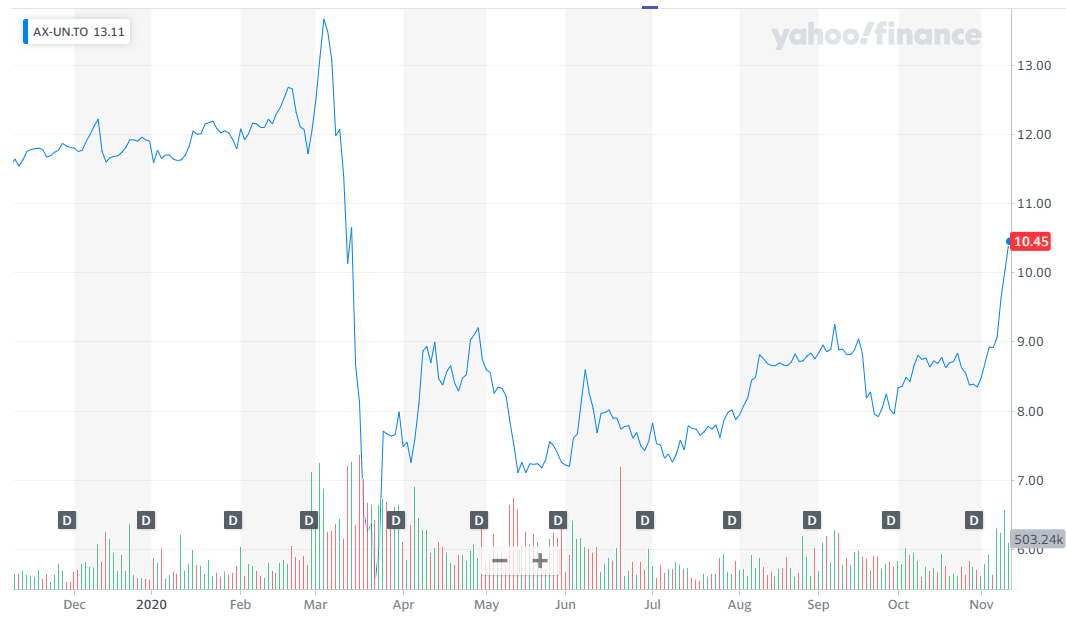 AX-UN.TO 13.11
yahoo!finance
13.00
12.00
11.00
10.45
10.00
9.00
8.00
7.00
D D D D D D D D D D D D
503.24k
6.00
− +
Dec 2020 Feb Mar Apr May Jun Jul Aug Sep Oct Nov